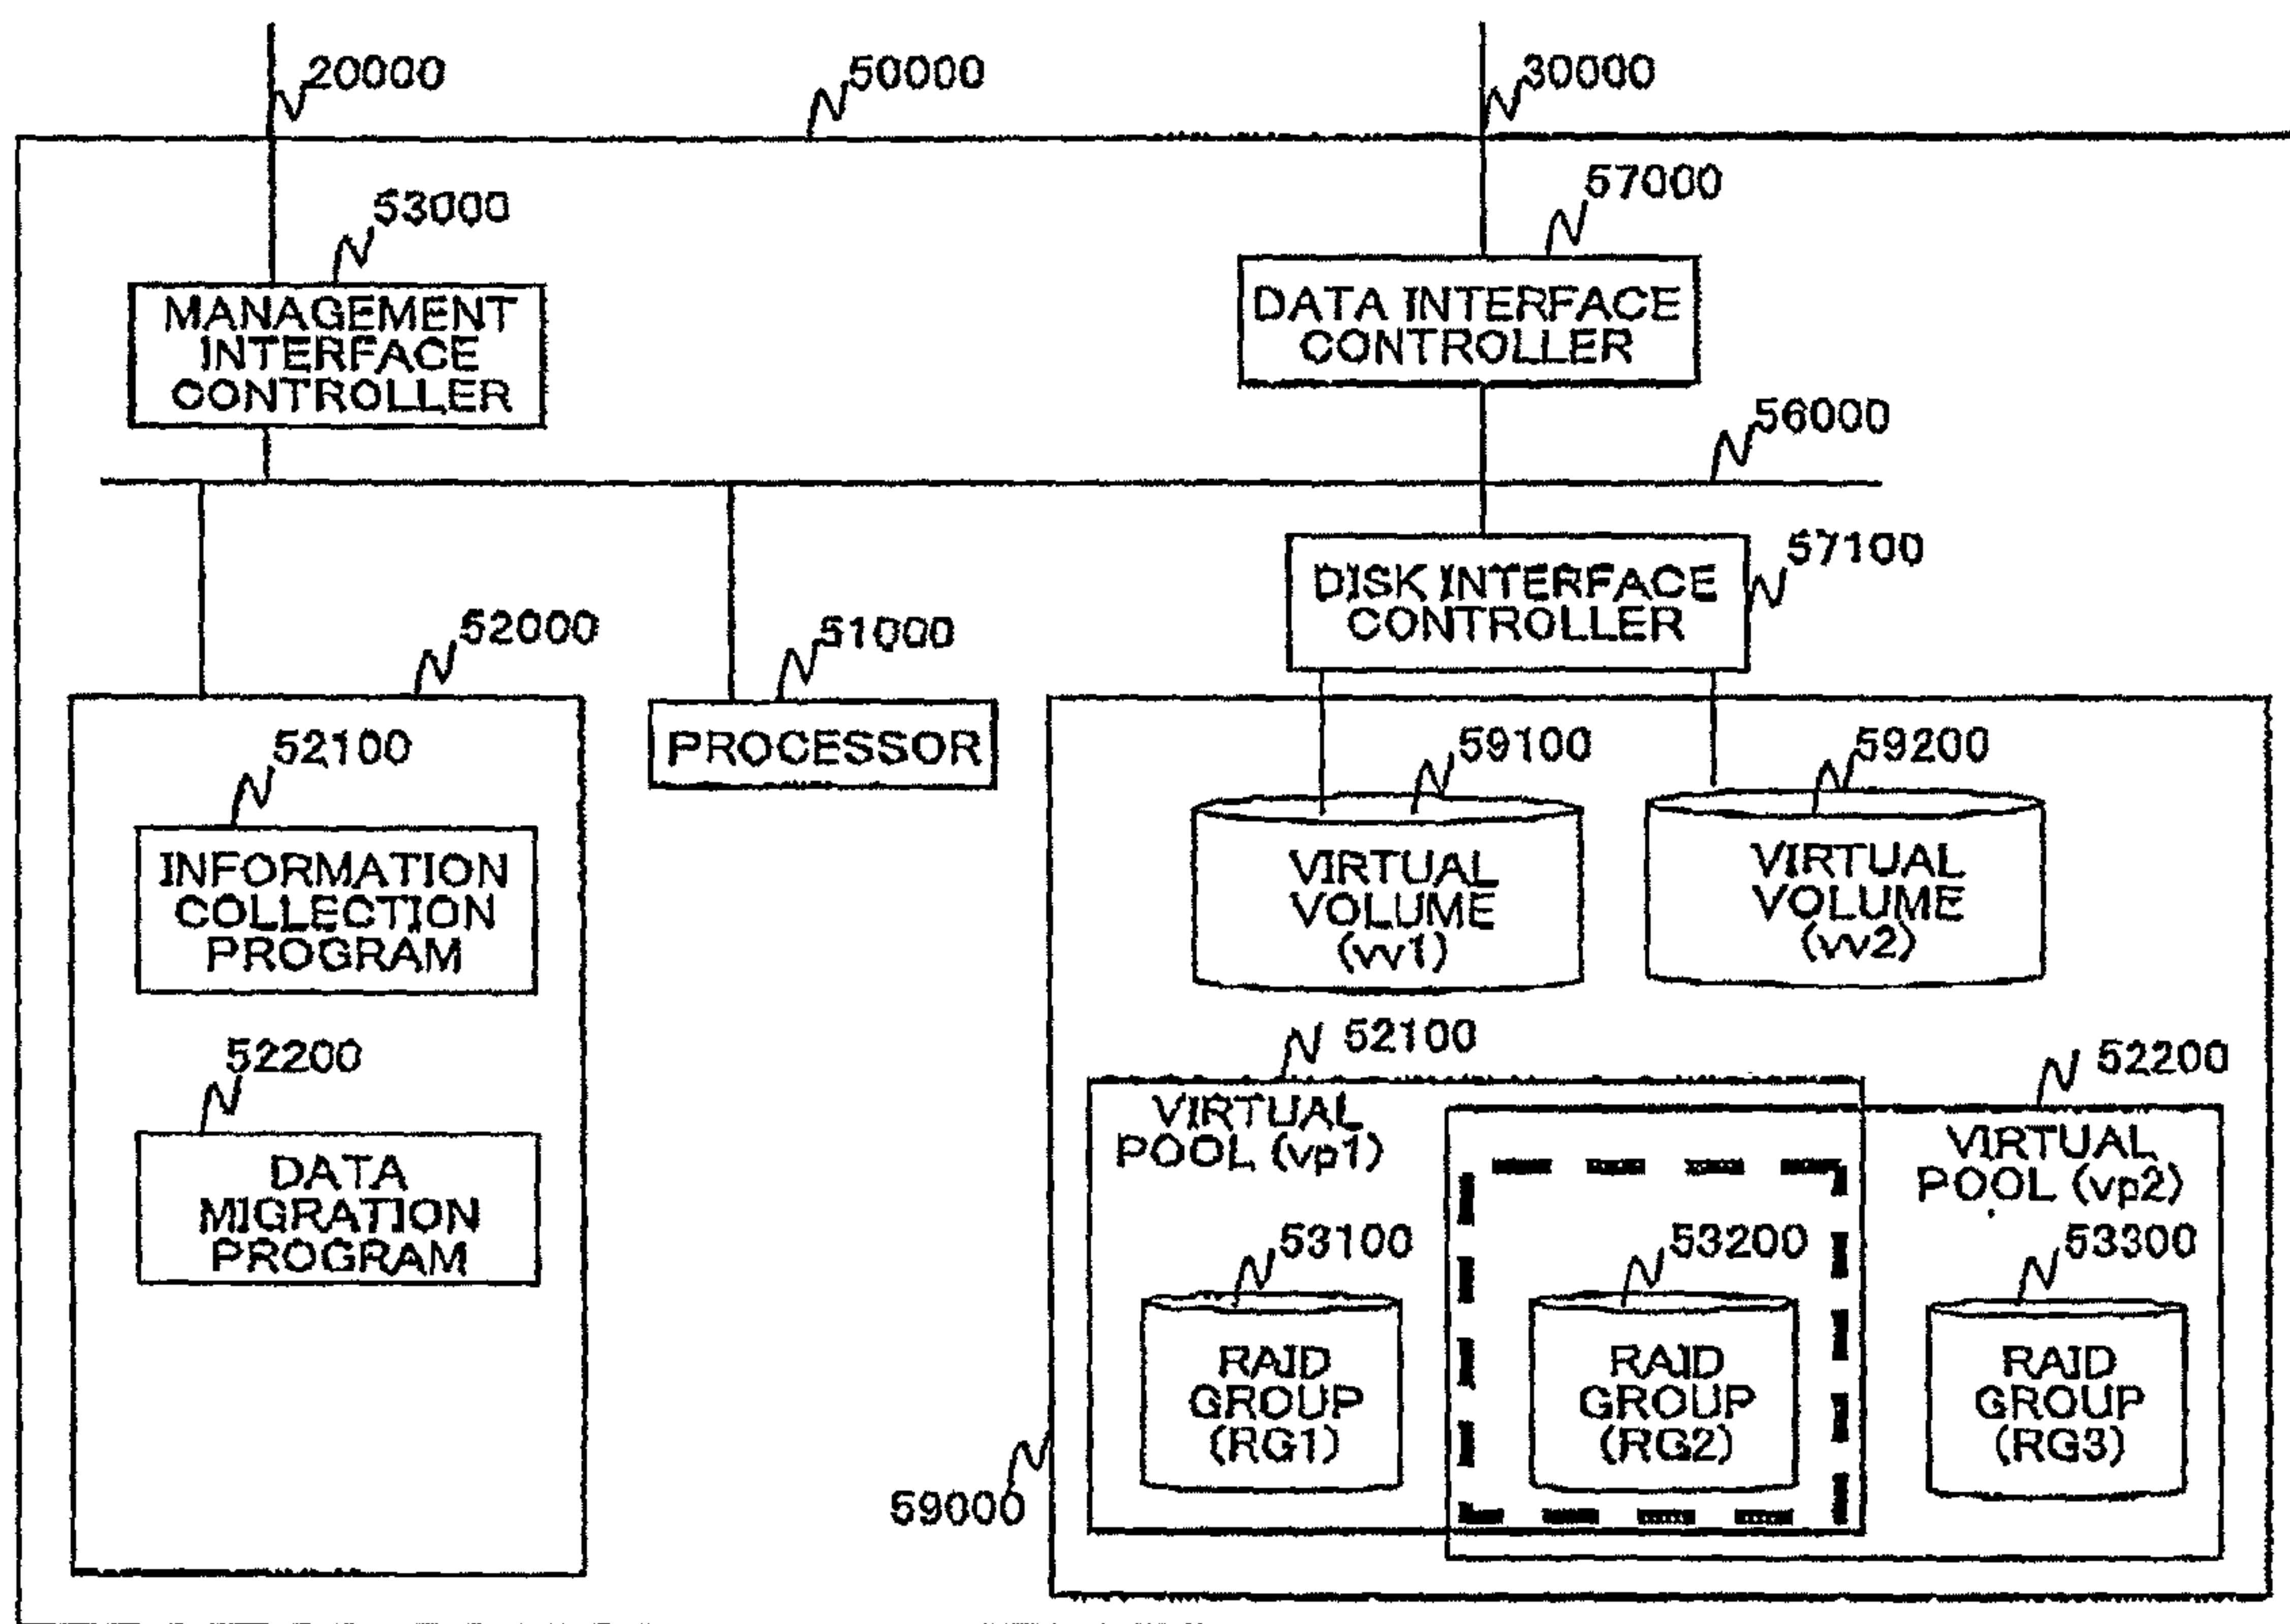 20000
50000
30000
53000
57000
MANAGEMENT
INTERFACE
CONTROLLER
DATA INTERFACE
CONTROLLER
56000
57100
DISK INTERFACE
CONTROLLER
52000
51000
PROCESSOR
52100
INFORMATION
COLLECTION
PROGRAM
52200
DATA
MIGRATION
PROGRAM
59100
59200
VIRTUAL
VOLUME
(vv1)
VIRTUAL
VOLUME
(vv2)
52100
52200
VIRTUAL
POOL (vp1)
VIRTUAL
POOL (vp2)
53100
53200
53300
RAID
GROUP
(RG1)
RAID
GROUP
(RG2)
RAID
GROUP
(RG3)
59000